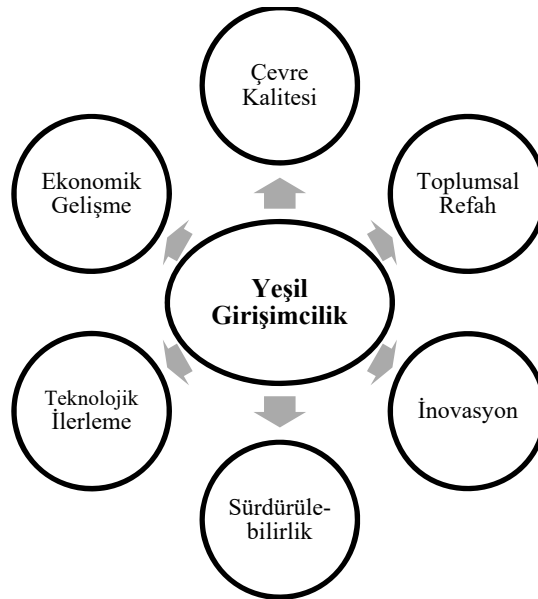 Çevre
Kalitesi
Ekonomik
Gelişme
Toplumsal
Refah
Yeşil
Girişimcilik
Teknolojik
İlerleme
İnovasyon
Sürdürüle-
bilirlik